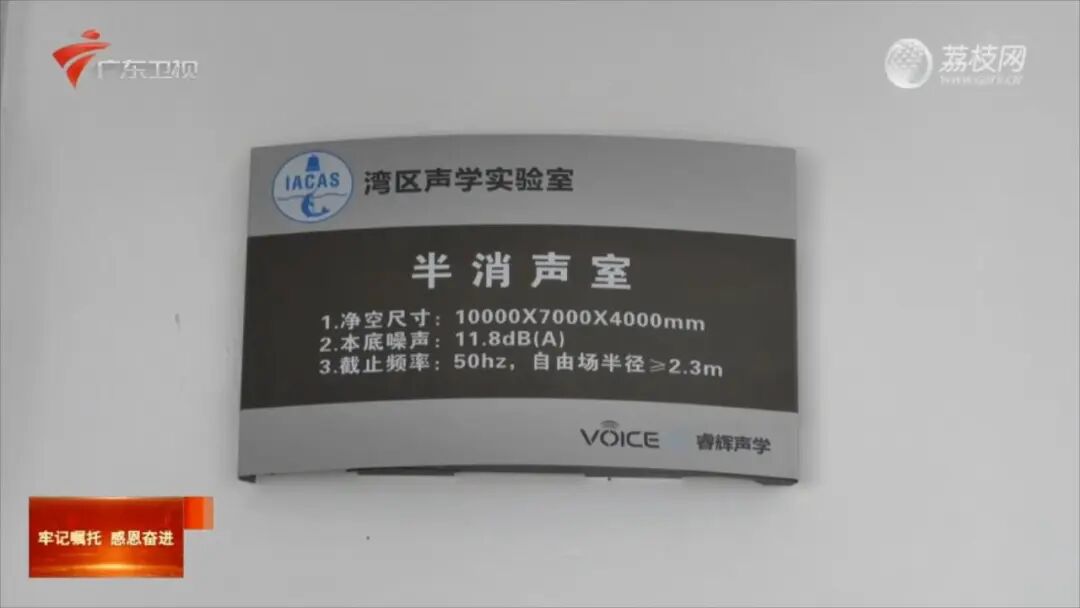 广东卫视
荔枝网
IACAS
湾区声学实验室
半消声室
1.净空尺寸：10000X7000X4000mm
2.本底噪声：11.8dB(A)
3.截止频率：50hz，自由场半径≥2.3m
VOICE 睿辉声学
牢记嘱托 感恩奋进